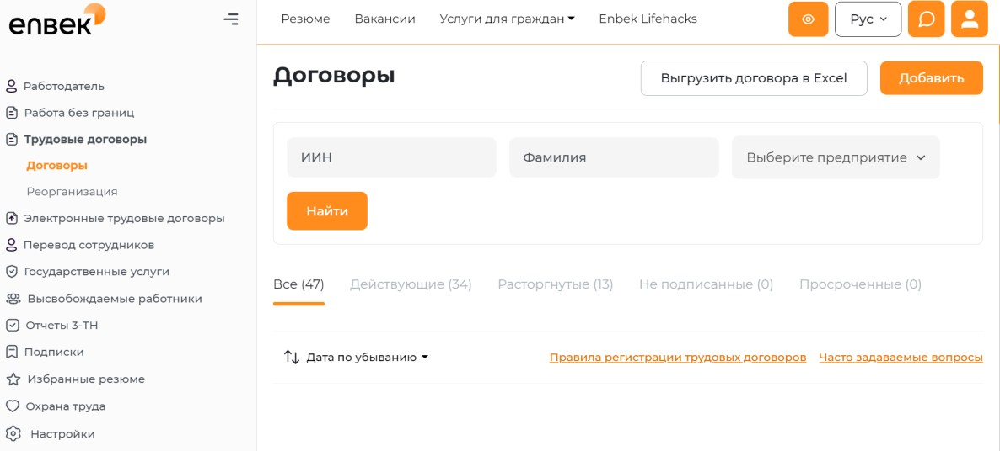 enbek
Резюме Вакансии Услуги для граждан Enbek Lifehacks Рус
Договоры
Выгрузить договора в Excel Добавить
Работодатель
Работа без границ
Трудовые договоры
Договоры
Реорганизация
Электронные трудовые договоры
Перевод сотрудников
Государственные услуги
Высвобождаемые работники
Отчеты 3-ТН
Подписки
Избранные резюме
Охрана труда
Настройки
ИИН Фамилия Выберите предприятие
Найти
Все (47) Действующие (34) Расторгнутые (13) Не подписанные (0) Просроченные (0)
Дата по убыванию Правила регистрации трудовых договоров Часто задаваемые вопросы